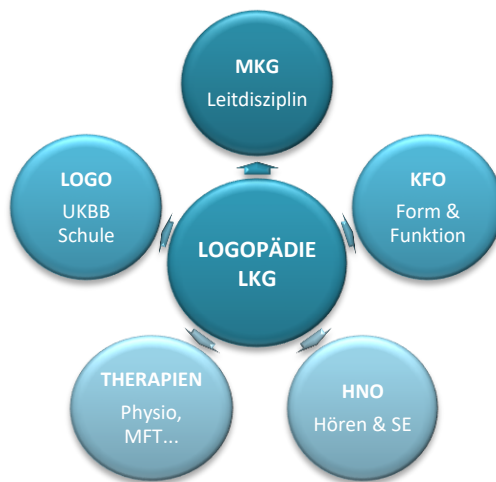 MKG
Leitdisziplin
LOGO
UKBB
Schule
KFO
Form &
Funktion
LOGOPÄDIE
LKG
THERAPIEN
Physio,
MFT...
HNO
Hören & SE